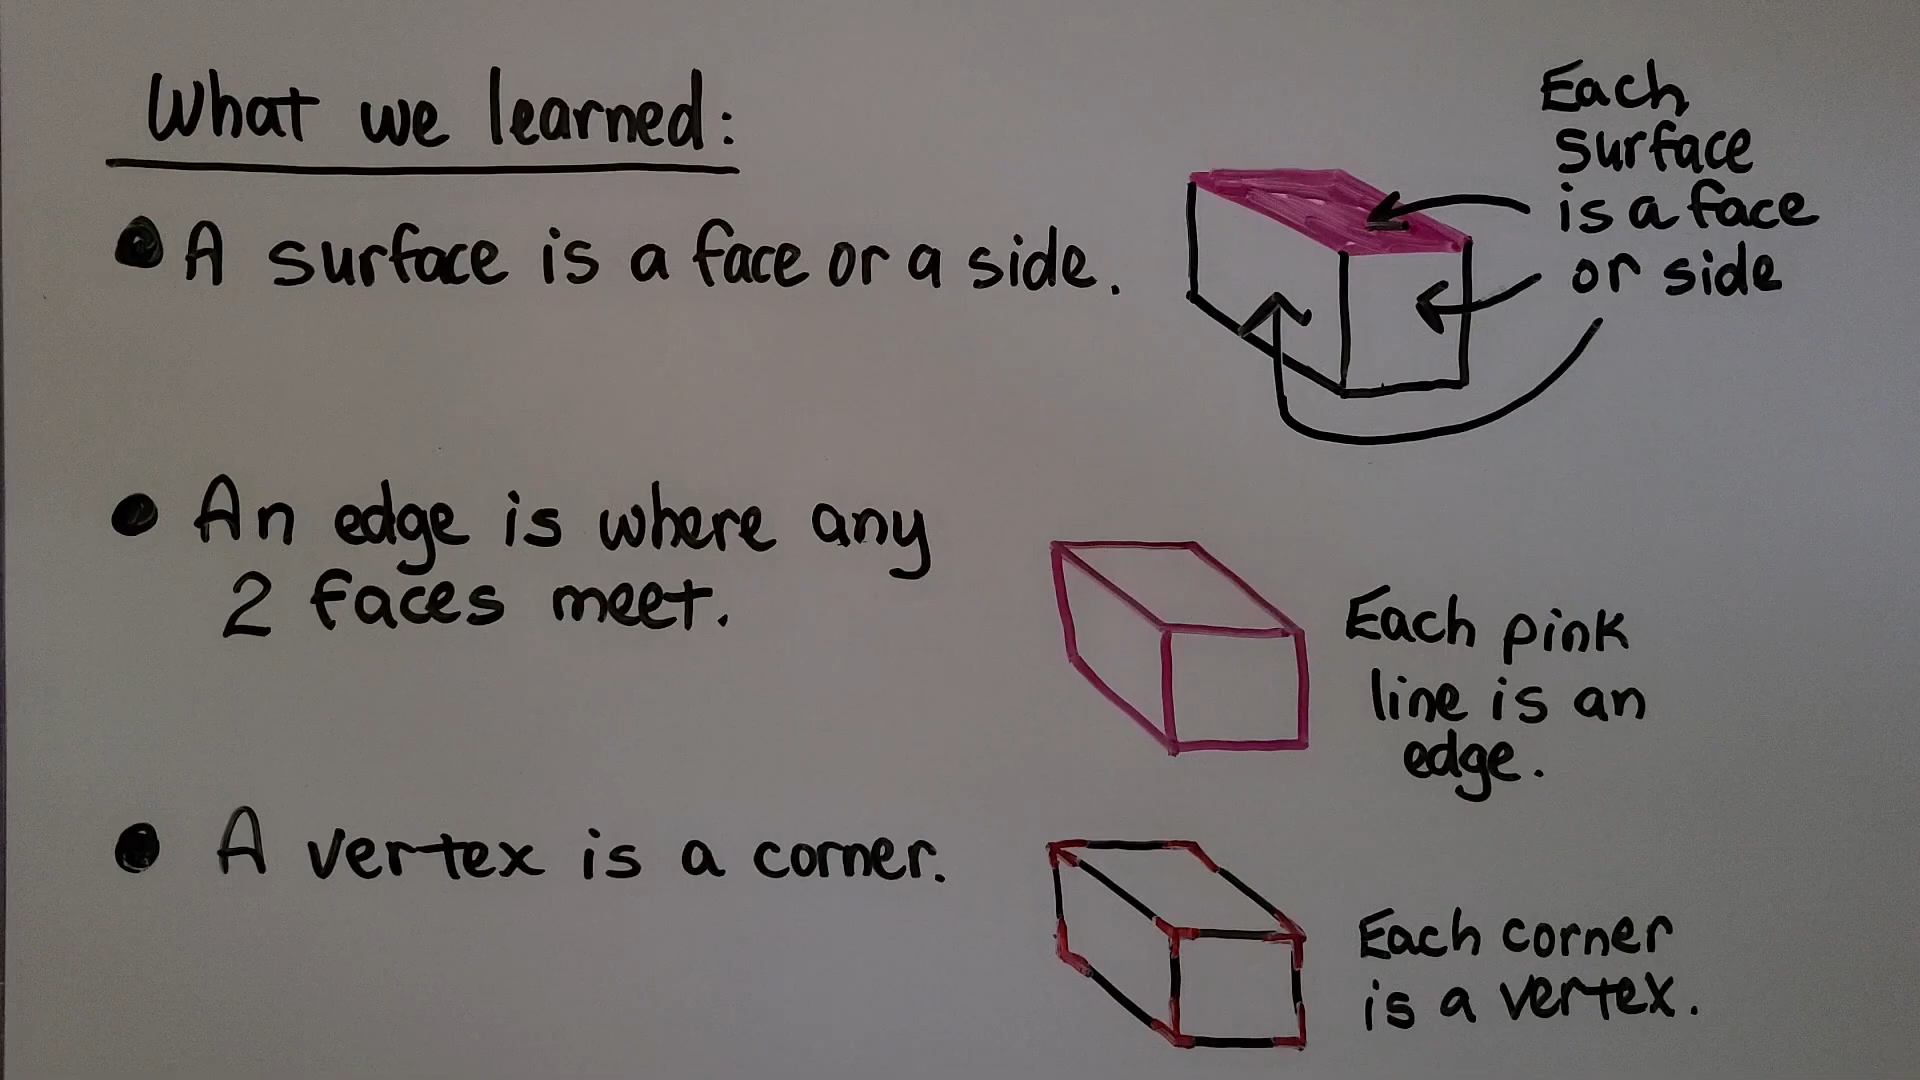 What we learned:
Each
surface
is a face
or side
● A surface is a face or a side.
● An edge is where any
2 faces meet.
Each pink
line is an
edge.
● A vertex is a corner.
Each corner
is a vertex.